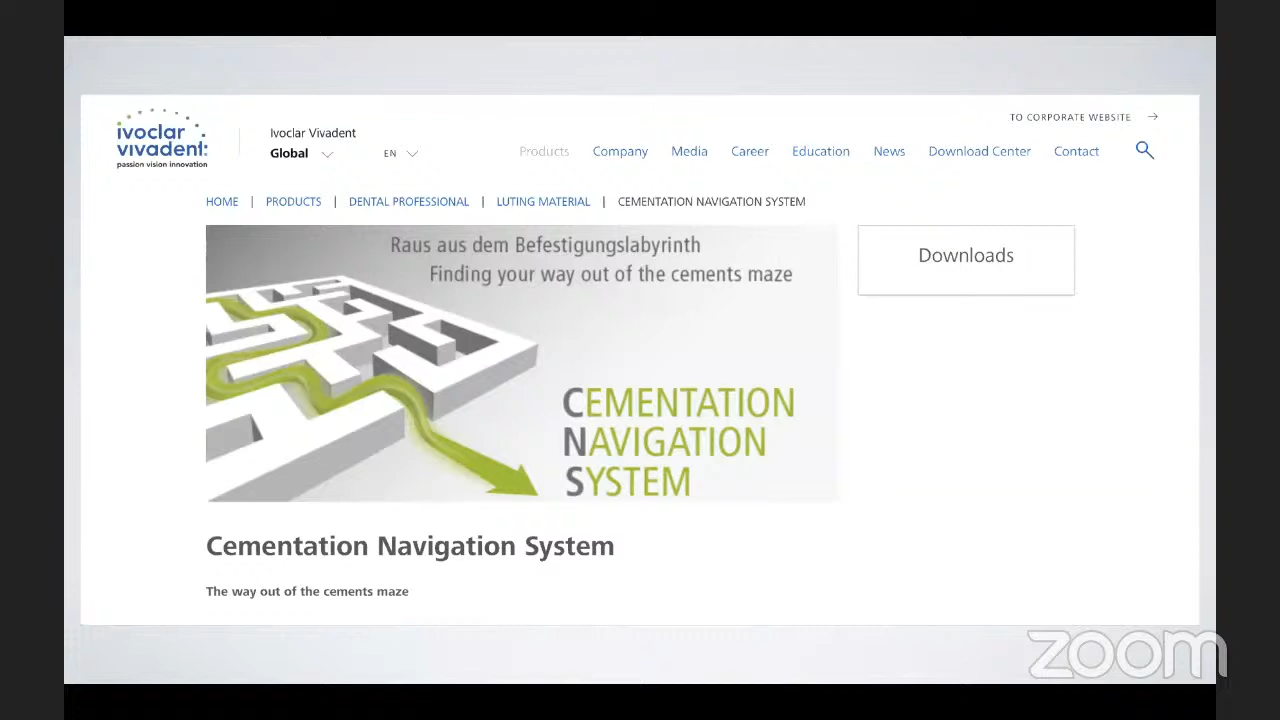 TO CORPORATE WEBSITE
ivoclar
vivadent:
passion vision innovation
Ivoclar Vivadent
Global
EN
Products Company Media Career Education News Download Center Contact
HOME | PRODUCTS | DENTAL PROFESSIONAL | LUTING MATERIAL | CEMENTATION NAVIGATION SYSTEM
Raus aus dem Befestigungslabyrinth
Finding your way out of the cements maze
CEMENTATION
NAVIGATION
SYSTEM
Downloads
Cementation Navigation System
The way out of the cements maze
zoom